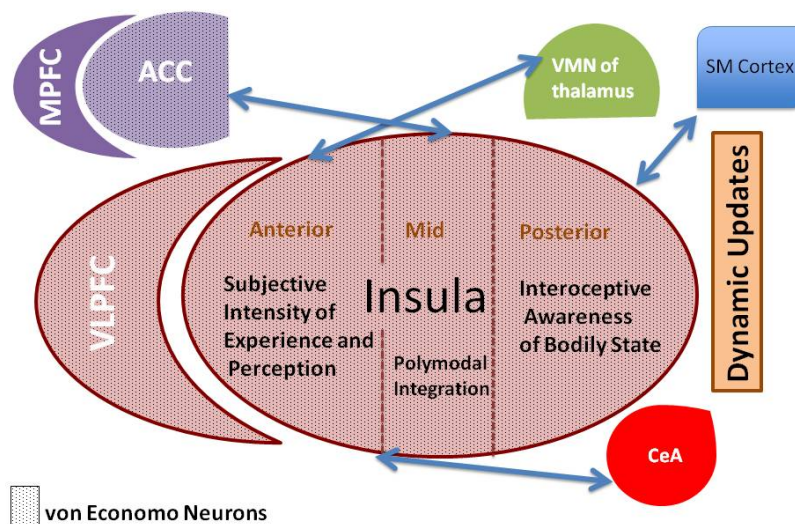 MPFC
ACC
VMN of
thalamus
SM Cortex
VLPFC
Anterior
Mid
Posterior
Subjective
Intensity of
Experience and
Perception
Insula
Polymodal
Integration
Interoceptive
Awareness
of Bodily State
Dynamic Updates
CeA
von Economo Neurons